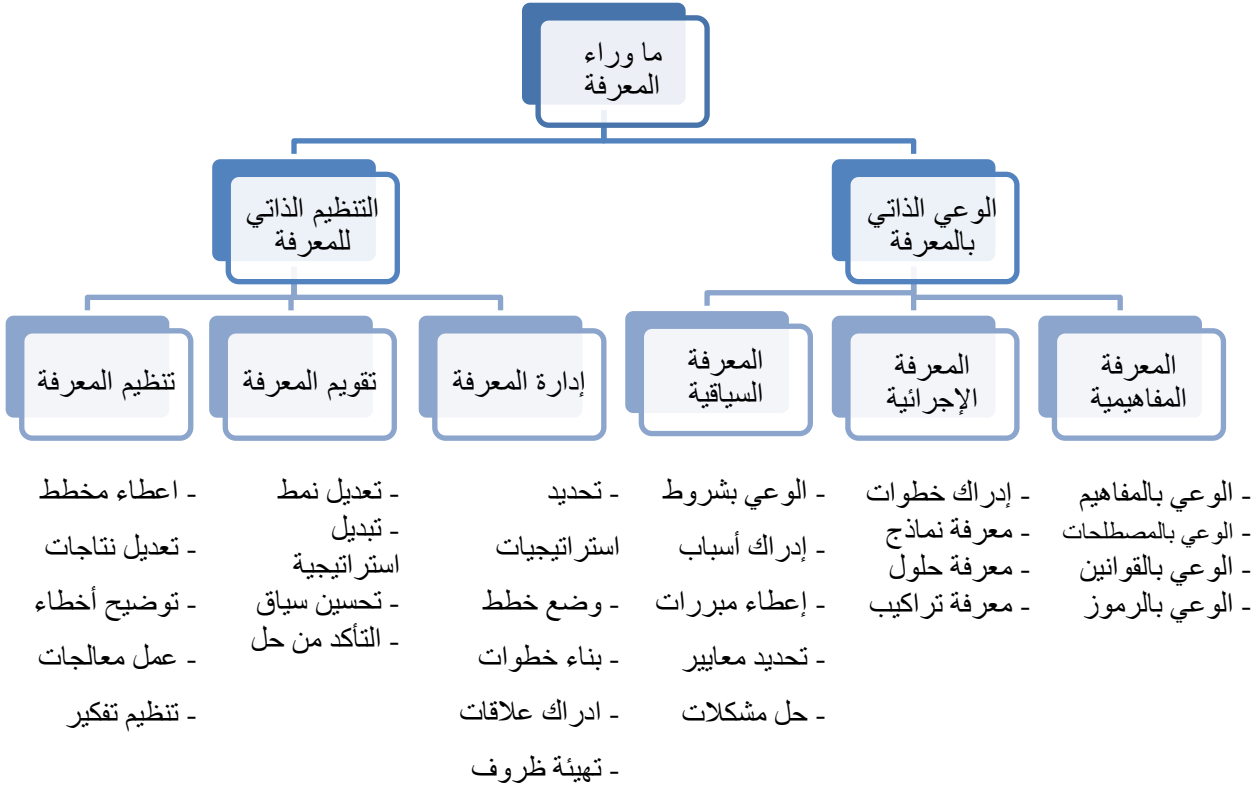 ما وراء
المعرفة
الوعي الذاتي
بالمعرفة
التنظيم الذاتي
للمعرفة
المعرفة
المفاهيمية
المعرفة
الإجرائية
المعرفة
السياقية
إدارة المعرفة
تقويم المعرفة
تنظيم المعرفة
- الوعي بالمفاهيم
- الوعي بالمصطلحات
- الوعي بالقوانين
- الوعي بالرموز
- إدراك خطوات
- معرفة نماذج
- معرفة حلول
- معرفة تراكيب
- الوعي بشروط
- إدراك أسباب
- إعطاء مبررات
- تحديد معايير
- حل مشكلات
- تحديد
استراتيجيات
- وضع خطط
- بناء خطوات
- ادراك علاقات
- تهيئة ظروف
- تعديل نمط
- تبديل
استراتيجية
- تحسين سياق
- التأكد من حل
- اعطاء مخطط
- تعديل نتاجات
- توضيح أخطاء
- عمل معالجات
- تنظيم تفكير